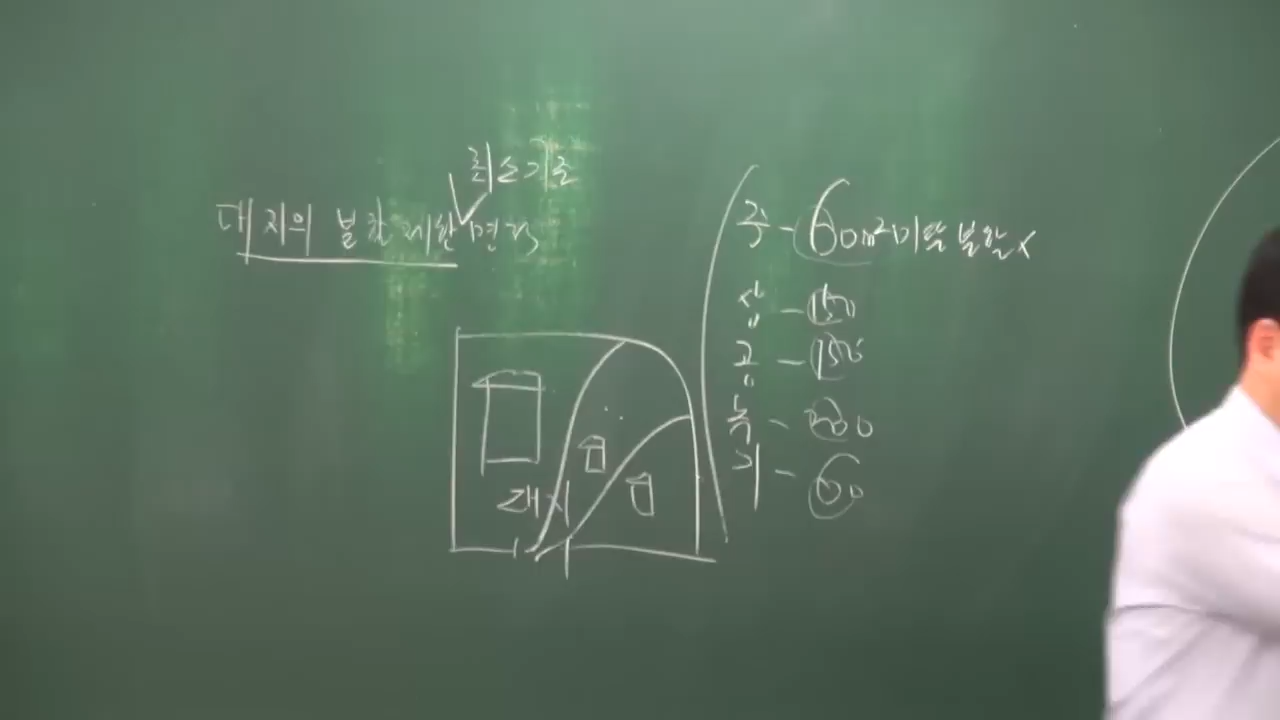 최소기준
대지의 분할제한면적
주 - 60m² 미만 분할x
상 - 150
공 - 150
녹 - 200
기 - 60
대지